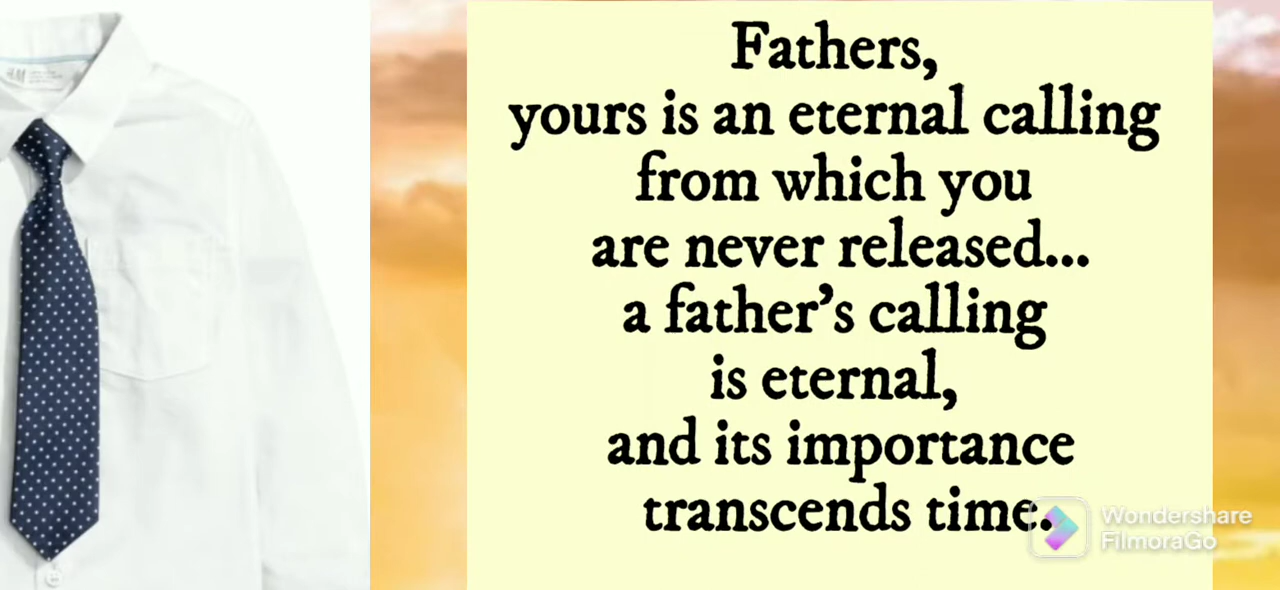 H&M
Fathers,
yours is an eternal calling
from which you
are never released...
a father's calling
is eternal,
and its importance
transcends time.
Wondershare
FilmoraGo